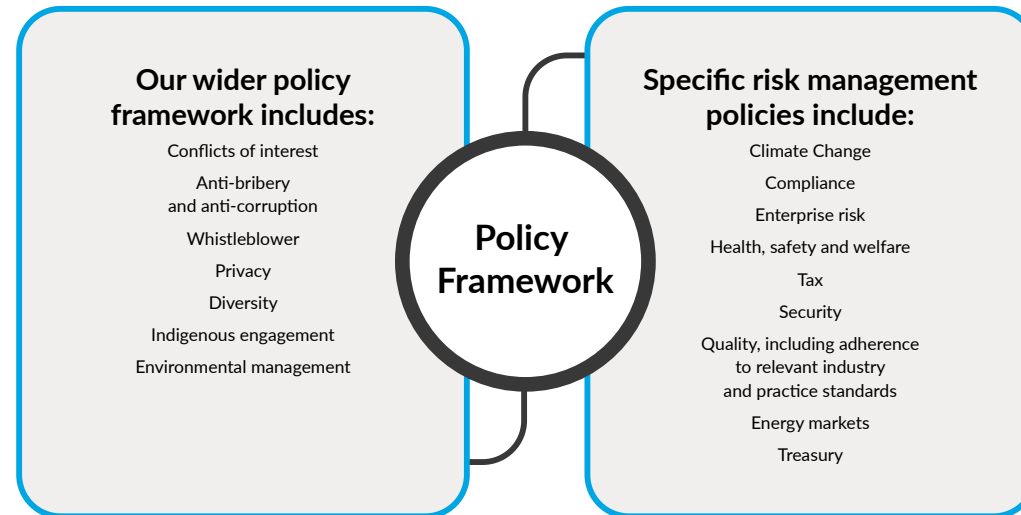 Our wider policy
framework includes:
Conflicts of interest
Anti-bribery
and anti-corruption
Whistleblower
Privacy
Diversity
Indigenous engagement
Environmental management
Policy
Framework
Specific risk management
policies include:
Climate Change
Compliance
Enterprise risk
Health, safety and welfare
Tax
Security
Quality, including adherence
to relevant industry
and practice standards
Energy markets
Treasury